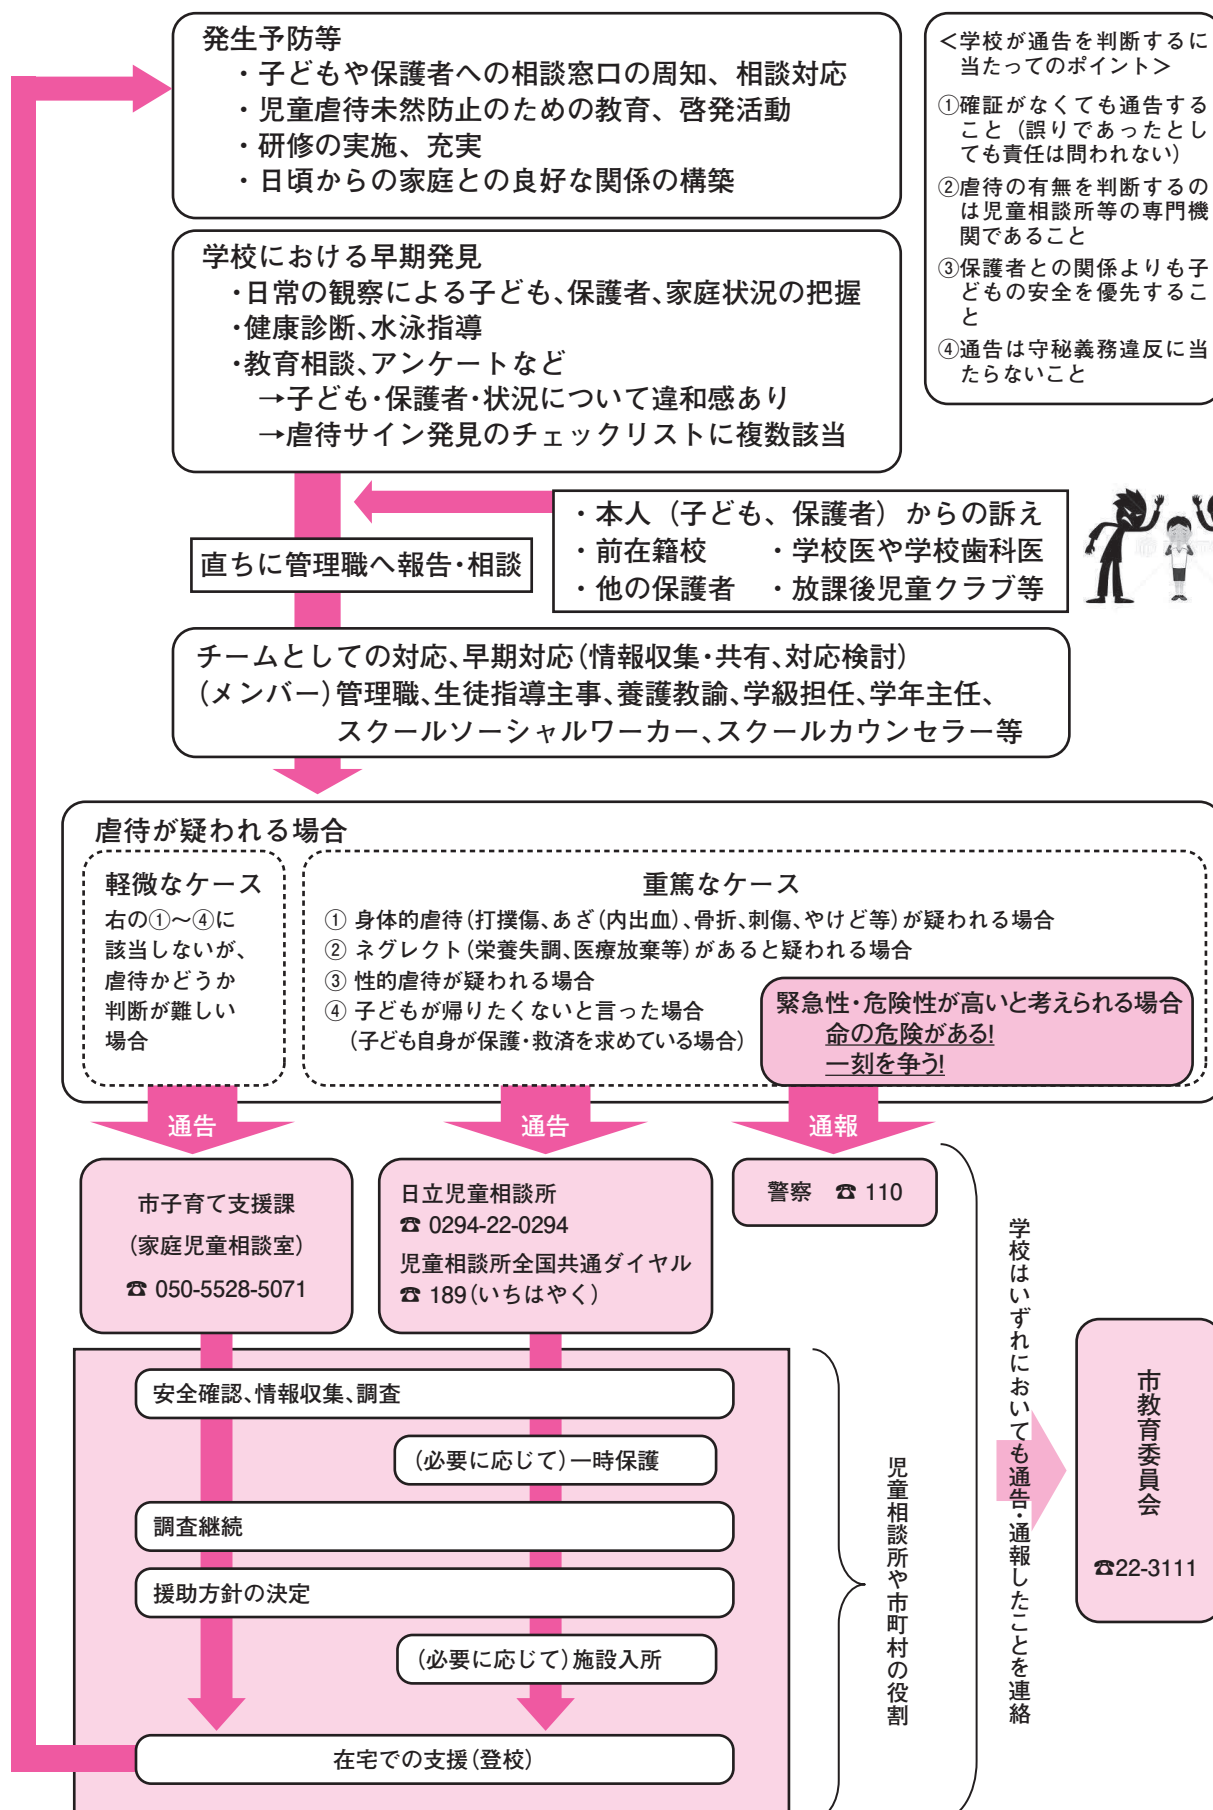 発生予防等
・子どもや保護者への相談窓口の周知、相談対応
・児童虐待未然防止のための教育、啓発活動
・研修の実施、充実
・日頃からの家庭との良好な関係の構築
＜学校が通告を判断するに
当たってのポイント＞
①確証がなくても通告する
こと（誤りであったとし
ても責任は問われない）
②虐待の有無を判断するの
は児童相談所等の専門機
関であること
③保護者との関係よりも子
どもの安全を優先するこ
と
④通告は守秘義務違反に当
たらないこと
学校における早期発見
・日常の観察による子ども、保護者、家庭状況の把握
・健康診断、水泳指導
・教育相談、アンケートなど
→子ども・保護者・状況について違和感あり
→虐待サイン発見のチェックリストに複数該当
・本人（子ども、保護者）からの訴え
・前在籍校　・学校医や学校歯科医
・他の保護者　・放課後児童クラブ等
直ちに管理職へ報告・相談
チームとしての対応、早期対応（情報収集・共有、対応検討）
（メンバー）管理職、生徒指導主事、養護教諭、学級担任、学年主任、
スクールソーシャルワーカー、スクールカウンセラー等
虐待が疑われる場合
軽微なケース
右の①～④に
該当しないが、
虐待かどうか
判断が難しい
場合
重篤なケース
① 身体的虐待（打撲傷、あざ（内出血）、骨折、刺傷、やけど等）が疑われる場合
② ネグレクト（栄養失調、医療放棄等）があると疑われる場合
③ 性的虐待が疑われる場合
④ 子どもが帰りたくないと言った場合
（子ども自身が保護・救済を求めている場合）
緊急性・危険性が高いと考えられる場合
命の危険がある!
一刻を争う!
通告
通告
通報
市子育て支援課
（家庭児童相談室）
☎ 050-5528-5071
日立児童相談所
☎ 0294-22-0294
児童相談所全国共通ダイヤル
☎ 189（いちはやく）
警察　☎ 110
安全確認、情報収集、調査
（必要に応じて）一時保護
調査継続
援助方針の決定
（必要に応じて）施設入所
在宅での支援（登校）
児童相談所や市町村の役割
学校はいずれにおいても通告・通報したことを連絡
市教育委員会
☎22-3111